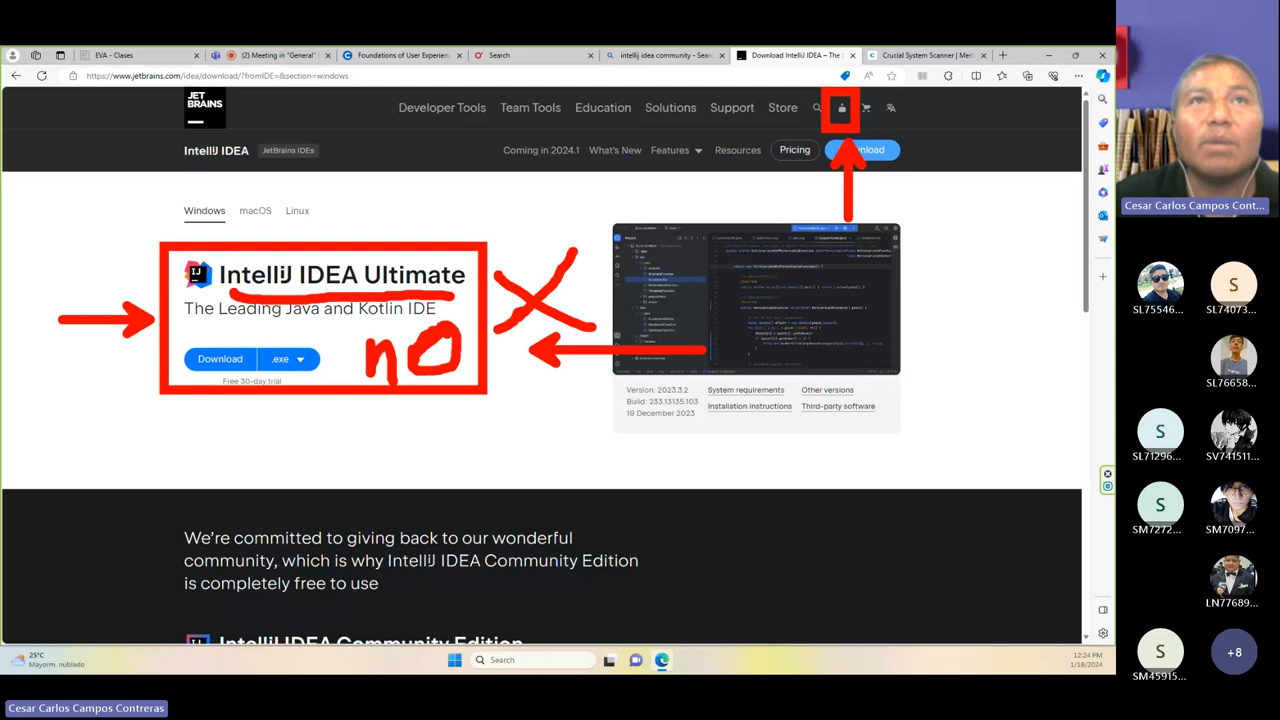 EVA - Clases
(2) Meeting in "General"
Foundations of User Experien
Search
intellij idea community - Sear
Download IntelliJ IDEA – The L
Crucial System Scanner | Mem
https://www.jetbrains.com/idea/download/?fromIDE=&section=windows
JET
BRAINS
Developer Tools
Team Tools
Education
Solutions
Support
Store
IntelliJ IDEA
JetBrains IDEs
Coming in 2024.1
What's New
Features
Resources
Pricing
Windows
macOS
Linux
IJ
IntelliJ IDEA Ultimate
The Leading Java and Kotlin IDE
Download
.exe
Free 30-day trial
no
X
Version: 2023.3.2
Build: 233.13135.103
19 December 2023
System requirements
Installation instructions
Other versions
Third-party software
We're committed to giving back to our wonderful
community, which is why IntelliJ IDEA Community Edition
is completely free to use
IJ
IntelliJ IDEA Community Edition
25°C
Mayorm. nublado
Search
12:24 PM
1/18/2024
Cesar Carlos Campos Contreras
Cesar Carlos Campos Cont...
SL75546...
S
SL74073...
SL76658...
S
SL71296...
SV741511...
S
SM7272...
SM7097...
LN77689...
S
SM45915...
+8